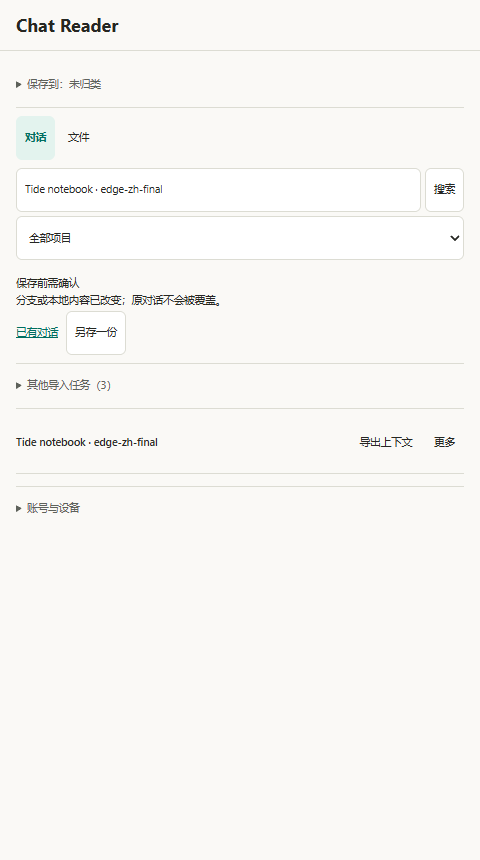 Chat Reader
保存到：未归类
对话 文件
Tide notebook · edge-zh-final 搜索
全部项目
保存前需确认
分支或本地内容已改变；原对话不会被覆盖。
已有对话 另存一份
其他导入任务（3）
Tide notebook · edge-zh-final 导出上下文 更多
账号与设备